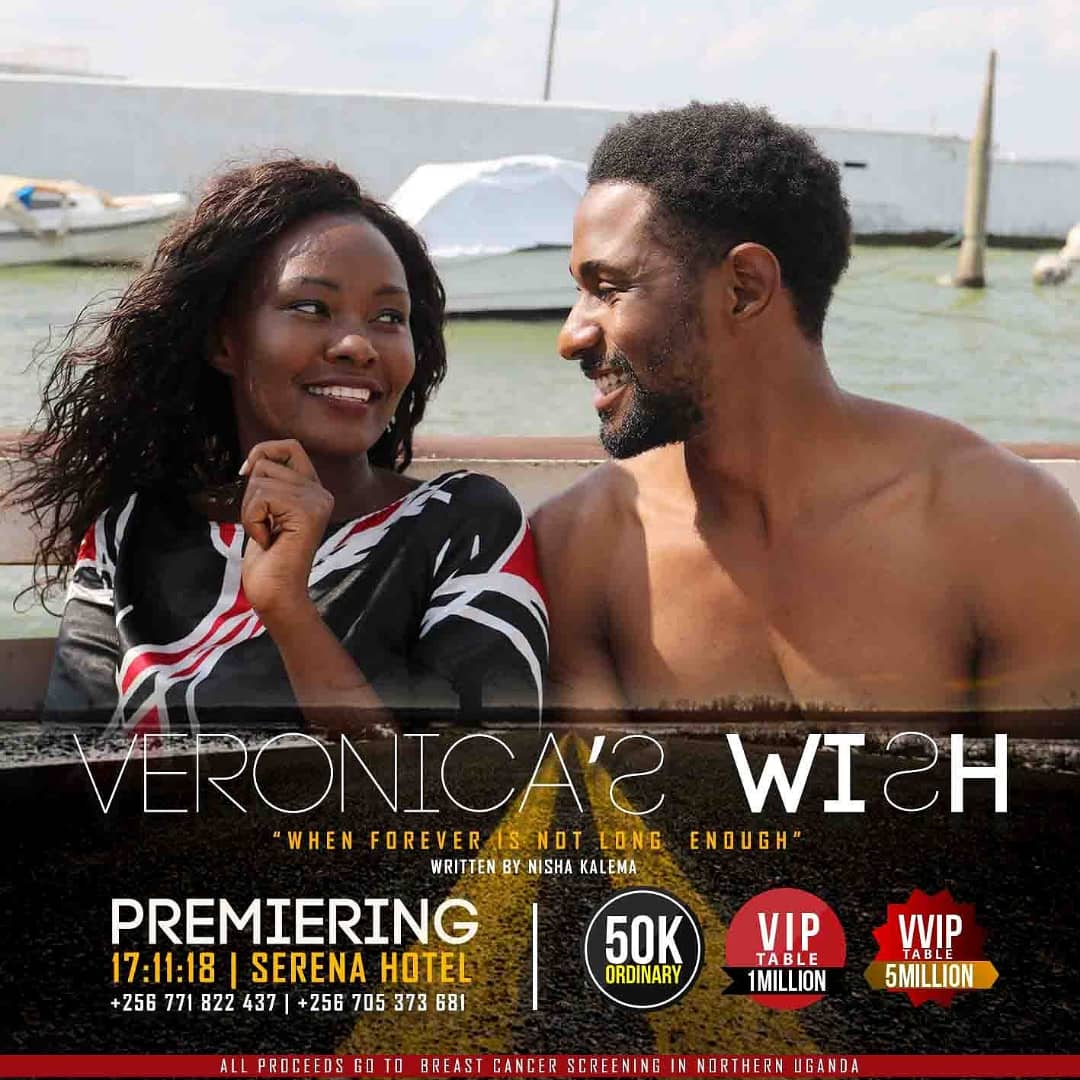 VERONICA'S WISH
"WHEN FOREVER IS NOT LONG ENOUGH"
WRITTEN BY NISHA KALEMA
PREMIERING
17:11:18 | SERENA HOTEL
+256 771 822 437 | +256 705 373 681
50K
ORDINARY
VIP
TABLE
1MILLION
VVIP
TABLE
5MILLION
ALL PROCEEDS GO TO BREAST CANCER SCREENING IN NORTHERN UGANDA